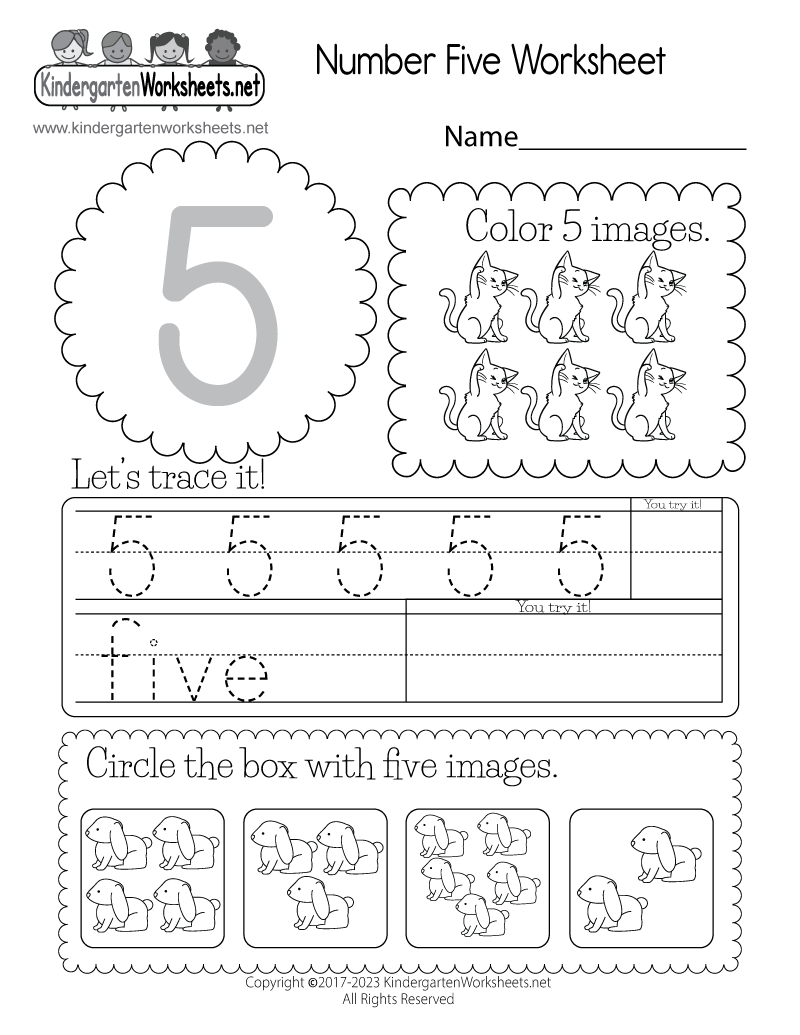 KindergartenWorksheets.net
www.kindergartenworksheets.net
Number Five Worksheet
Name
5
Color 5 images.
Let's trace it!
5 5 5 5 5
You try it!
five
You try it!
Circle the box with five images.
Copyright ©2017-2023 KindergartenWorksheets.net
All Rights Reserved